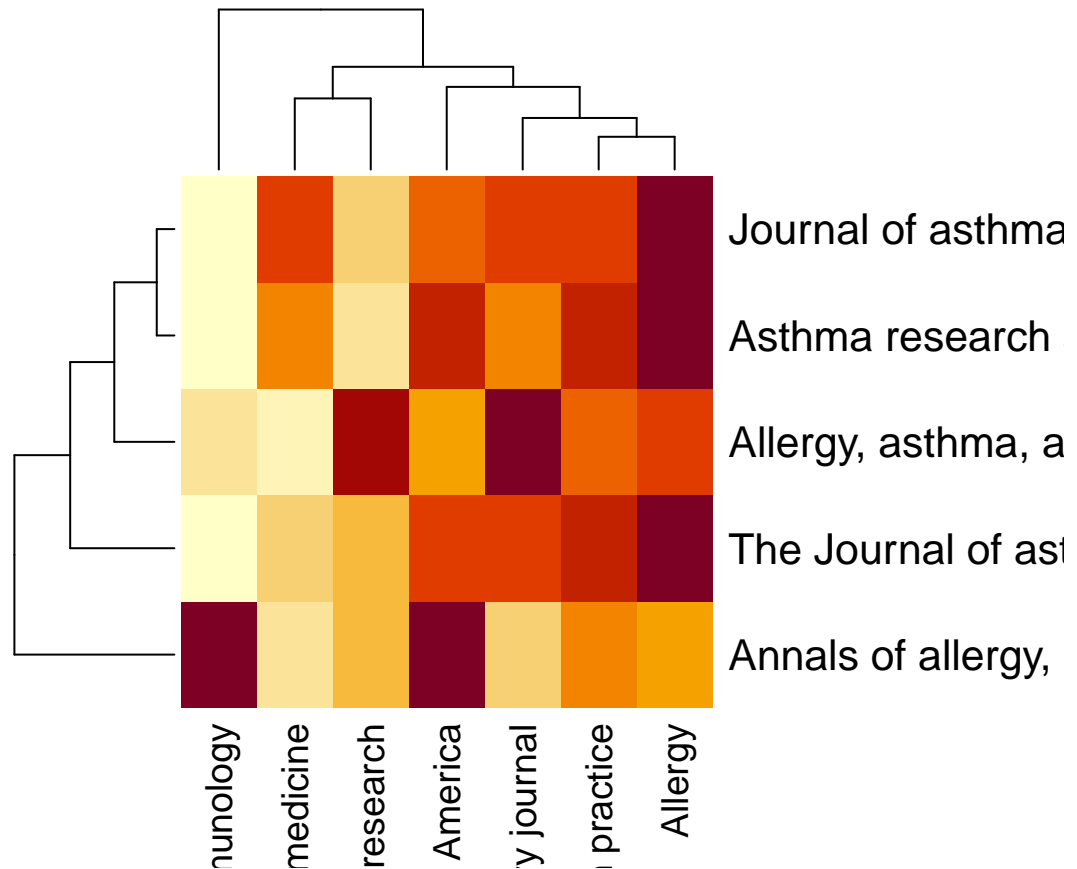 Journal of asthma
Asthma research
Allergy, asthma, a
The Journal of ast
Annals of allergy,
medicine
research
America
journal
practice
Allergy